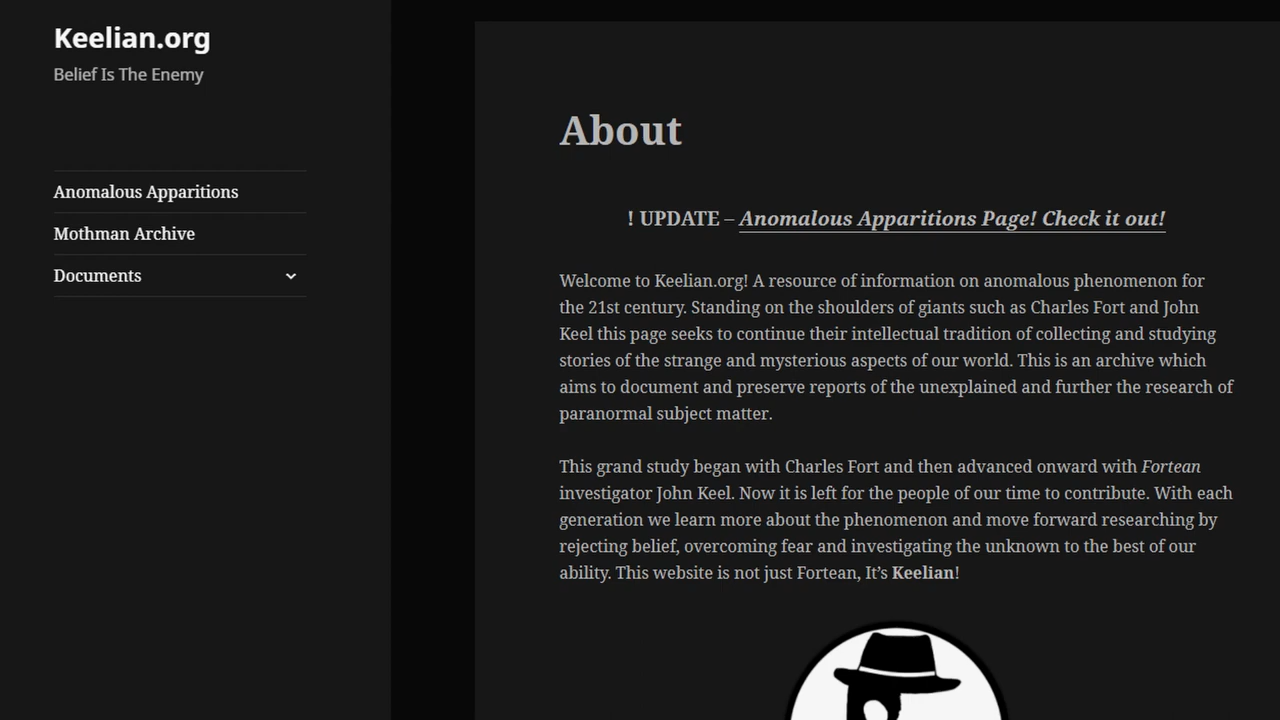 Keelian.org
Belief Is The Enemy
Anomalous Apparitions
Mothman Archive
Documents
About
! UPDATE – Anomalous Apparitions Page! Check it out!
Welcome to Keelian.org! A resource of information on anomalous phenomenon for
the 21st century. Standing on the shoulders of giants such as Charles Fort and John
Keel this page seeks to continue their intellectual tradition of collecting and studying
stories of the strange and mysterious aspects of our world. This is an archive which
aims to document and preserve reports of the unexplained and further the research of
paranormal subject matter.
This grand study began with Charles Fort and then advanced onward with Fortean
investigator John Keel. Now it is left for the people of our time to contribute. With each
generation we learn more about the phenomenon and move forward researching by
rejecting belief, overcoming fear and investigating the unknown to the best of our
ability. This website is not just Fortean, It’s Keelian!